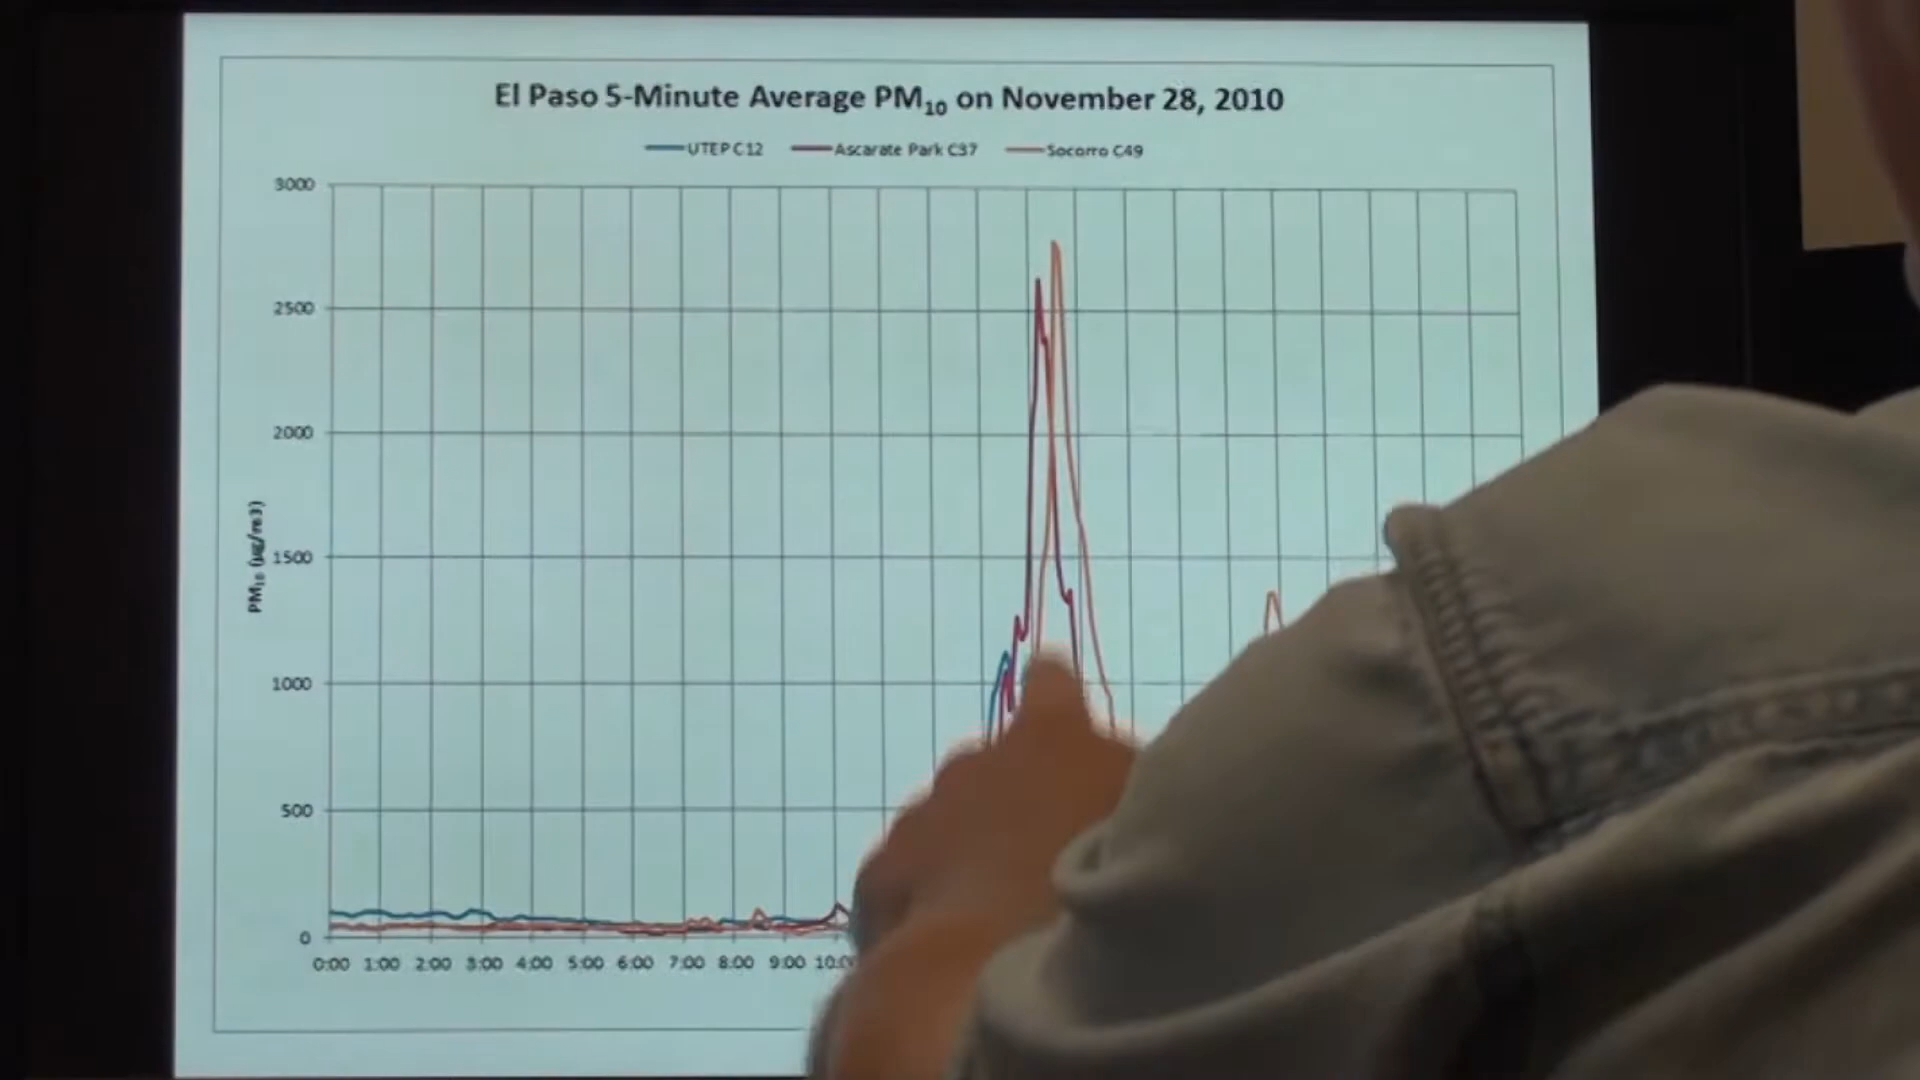 El Paso 5-Minute Average PM10 on November 28, 2010
UTEP C12 Ascarate Park C37 Socorro C49
3000
2500
2000
1500
1000
500
0
PM10 (µg/m3)
0:00 1:00 2:00 3:00 4:00 5:00 6:00 7:00 8:00 9:00 10:00